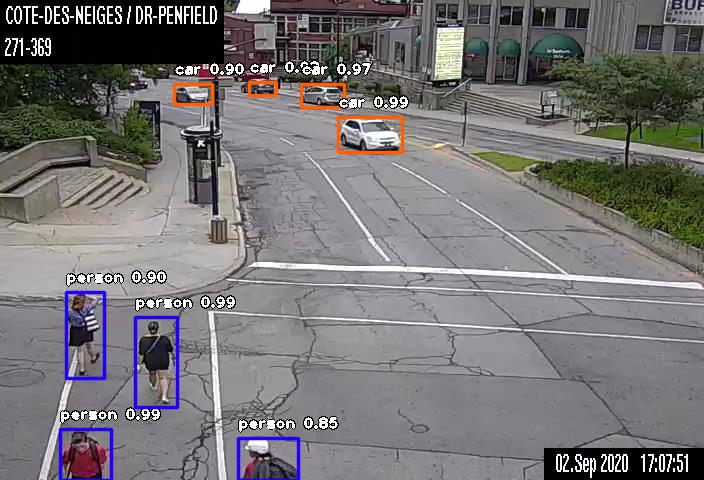 COTE-DES-NEIGES / DR-PENFIELD
271-369
BUF
car 0.90
car 0.97
car 0.99
person 0.90
person 0.99
person 0.99
person 0.85
02.Sep 2020 17:07:51